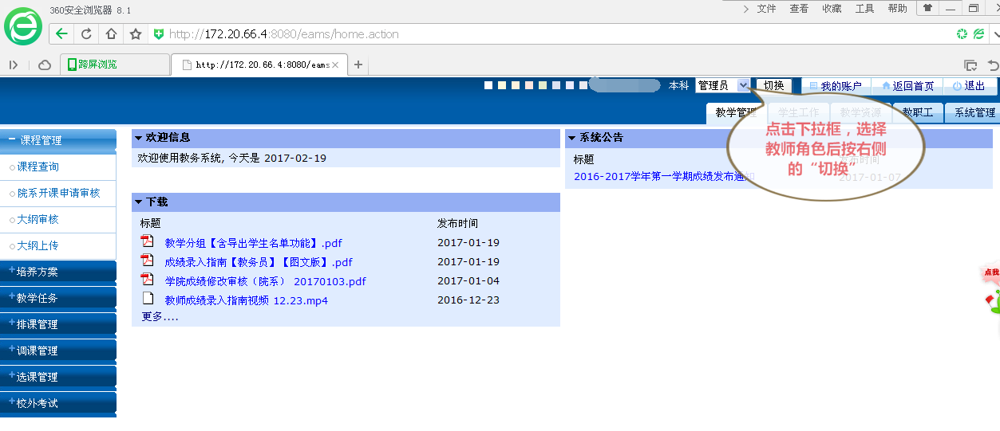 360安全浏览器 8.1
文件 查看 收藏 工具 帮助
http://172.20.66.4:8080/eams/home.action
跨屏浏览
http://172.20.66.4:8080/eams
本科 管理员 切换 我的账户 返回首页 退出
教学管理 学生工作 教学资源 教职工 系统管理
点击下拉框，选择
教师角色后按右侧
的“切换”
课程管理
课程查询
院系开课申请审核
大纲审核
大纲上传
培养方案
教学任务
排课管理
调课管理
选课管理
校外考试
欢迎信息
欢迎使用教务系统, 今天是 2017-02-19
下载
标题 发布时间
教学分组【含导出学生名单功能】.pdf 2017-01-19
成绩录入指南【教务员】【图文版】.pdf 2017-01-19
学院成绩修改审核（院系） 20170103.pdf 2017-01-04
教师成绩录入指南视频 12.23.mp4 2016-12-23
更多....
系统公告
标题 发布时间
2016-2017学年第一学期成绩发布通知 2017-01-07
点我